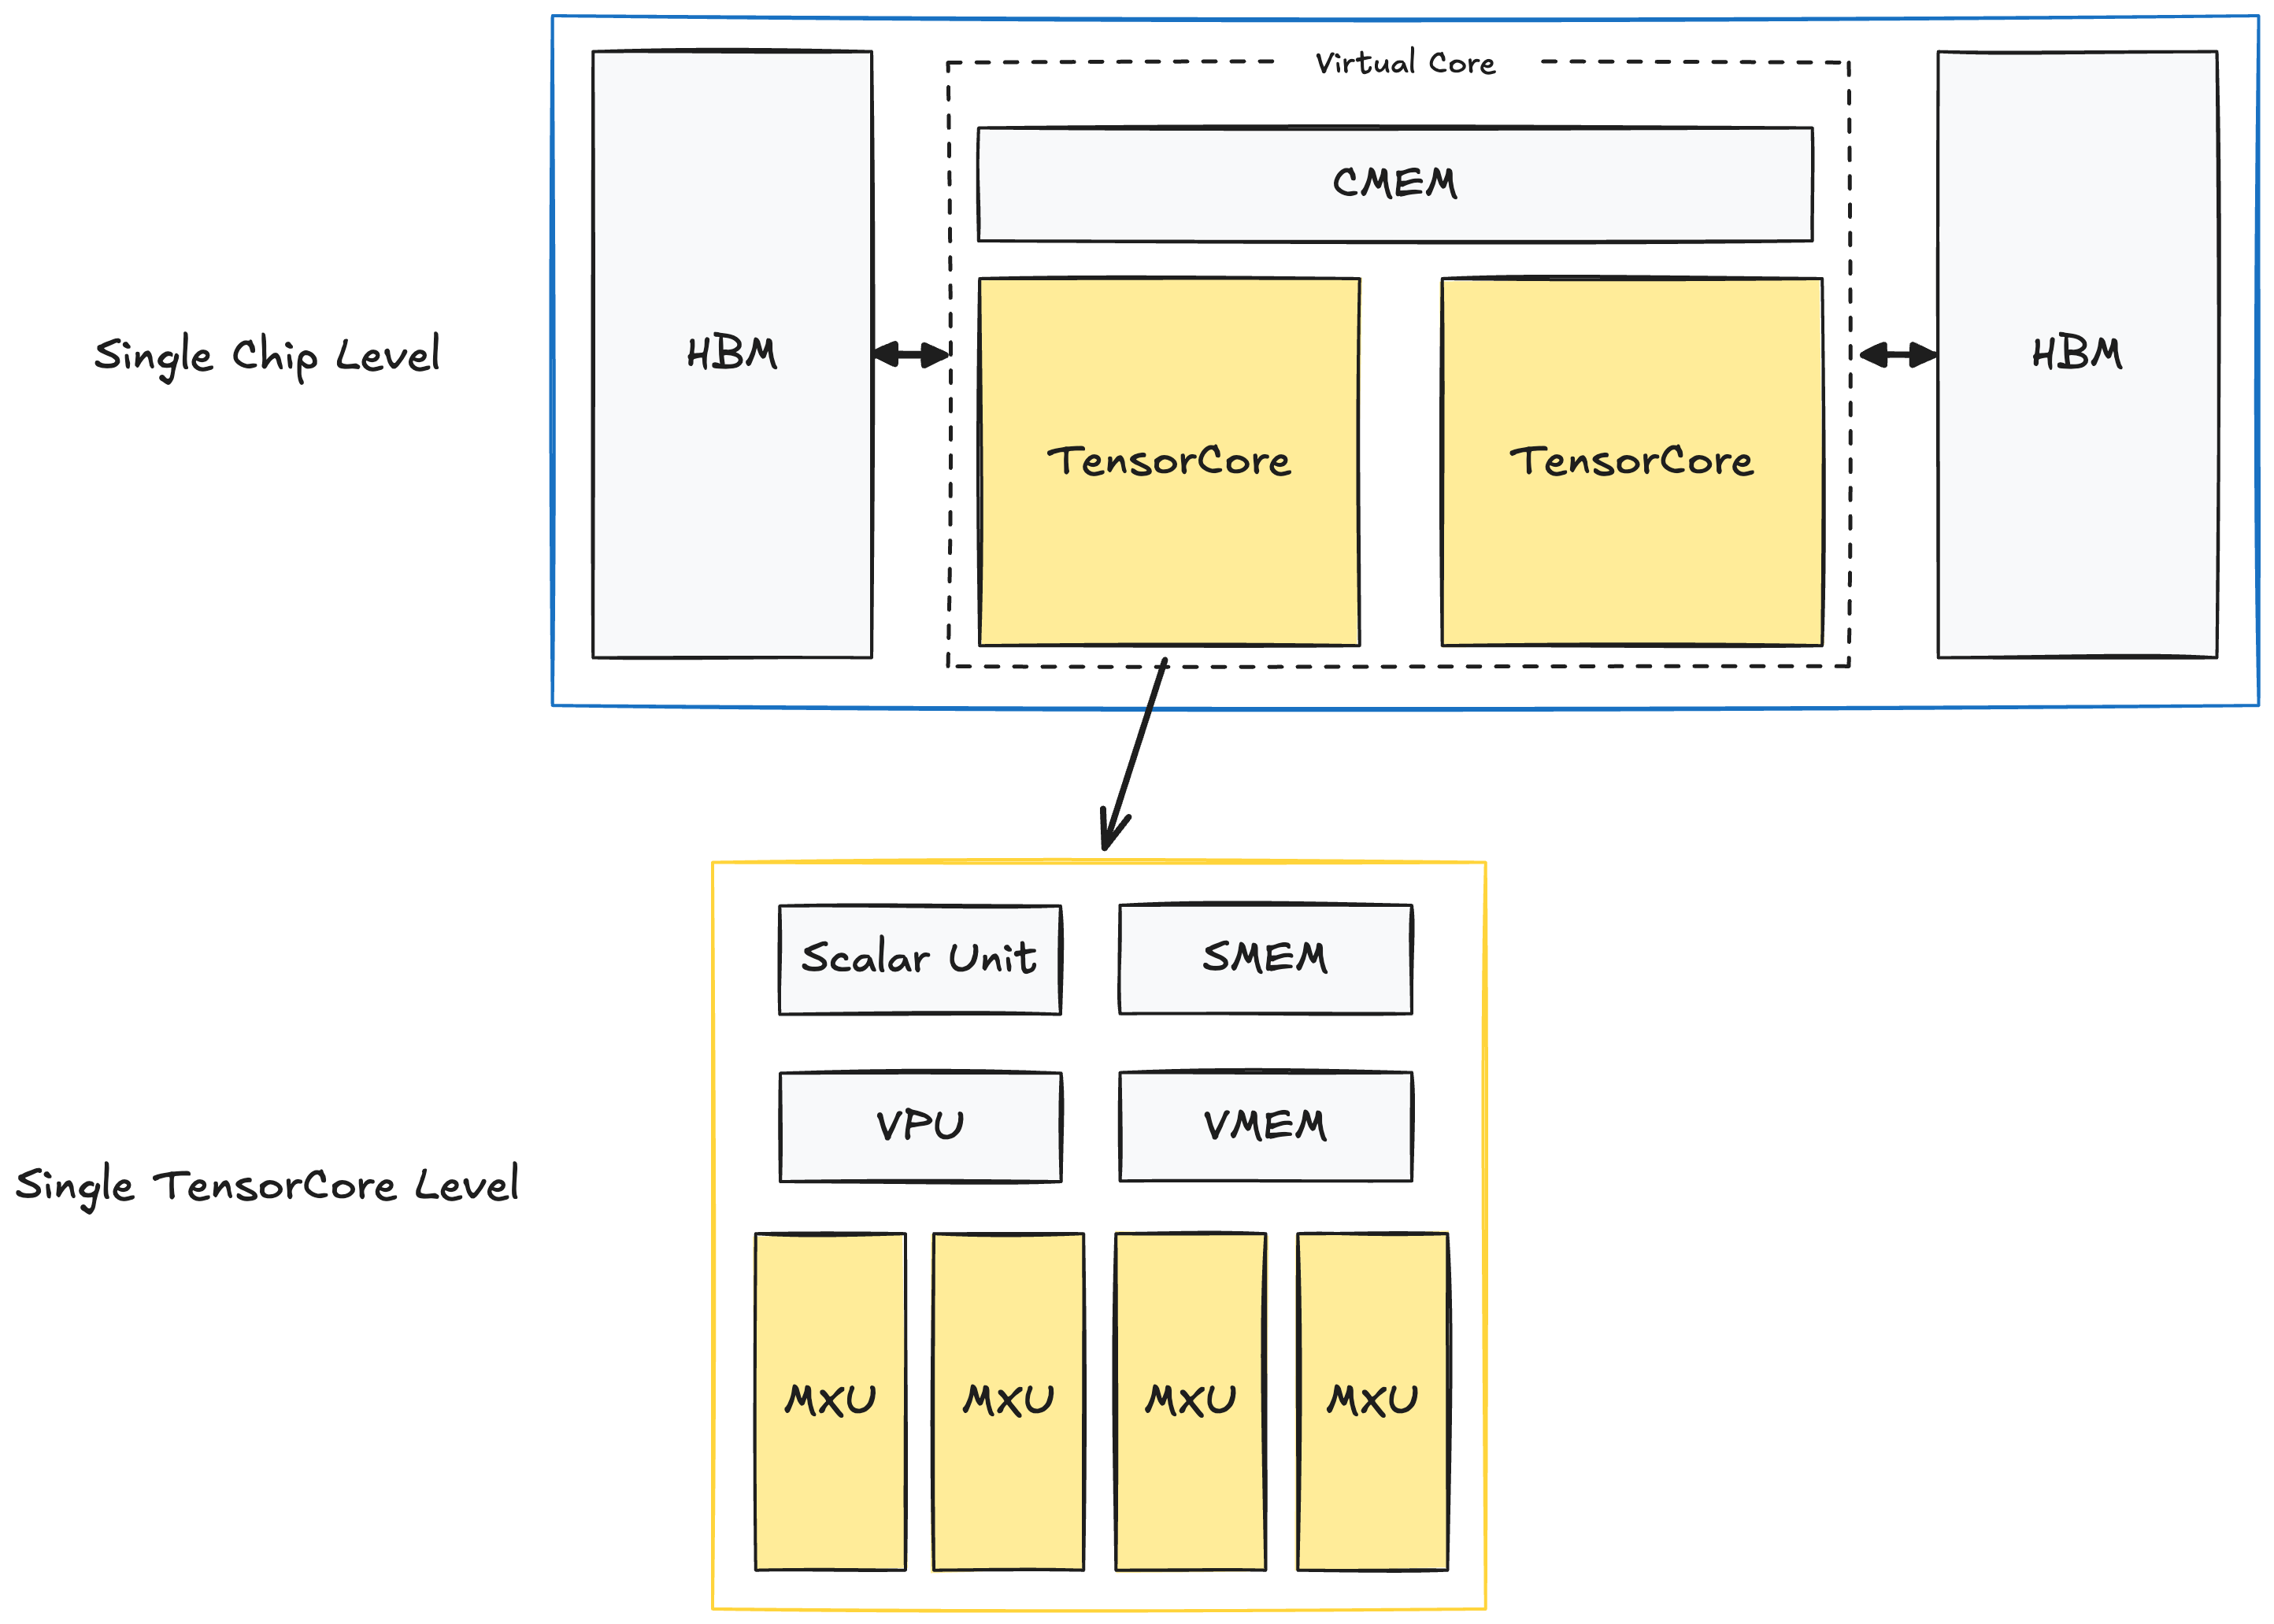 Virtual Core
CMEM
Single Chip Level
HBM
HBM
TensorCore
TensorCore
Scalar Unit
SMEM
VPU
VMEM
Single TensorCore Level
MXU
MXU
MXU
MXU